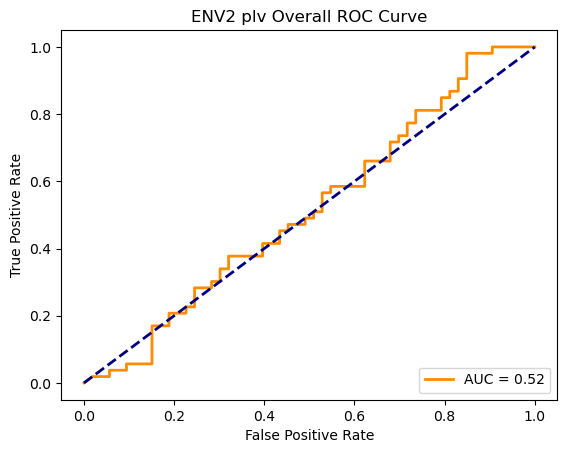 ENV2 plv Overall ROC Curve
True Positive Rate
1.0
0.8
0.6
0.4
0.2
0.0
AUC = 0.52
0.0 0.2 0.4 0.6 0.8 1.0
False Positive Rate